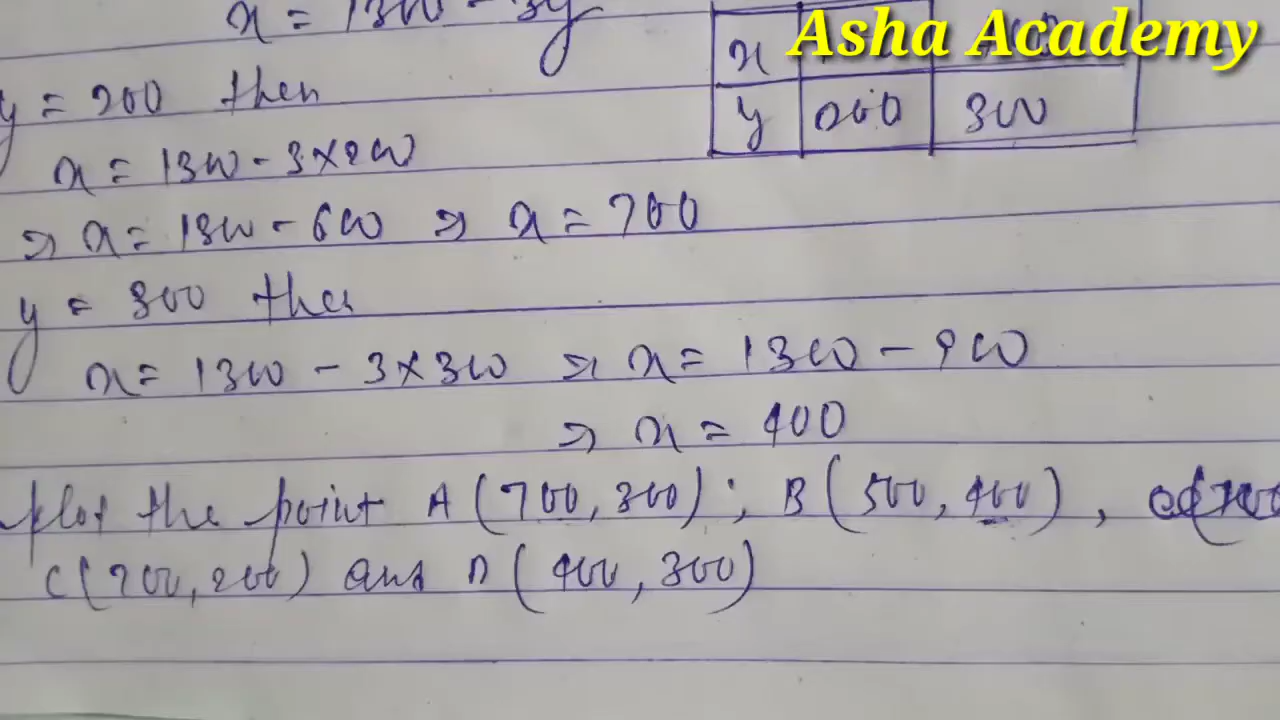 Asha Academy
x = 1300 - 3y
x
y 200 300
y = 200 then
x = 1300 - 3×200
⇒ x = 1300 - 600 ⇒ x = 700
y = 300 then
x = 1300 - 3×300 ⇒ x = 1300 - 900
⇒ x = 400
plot the point A (700, 300) ; B (500, 400) ,
C(700, 200) and D (400, 300)